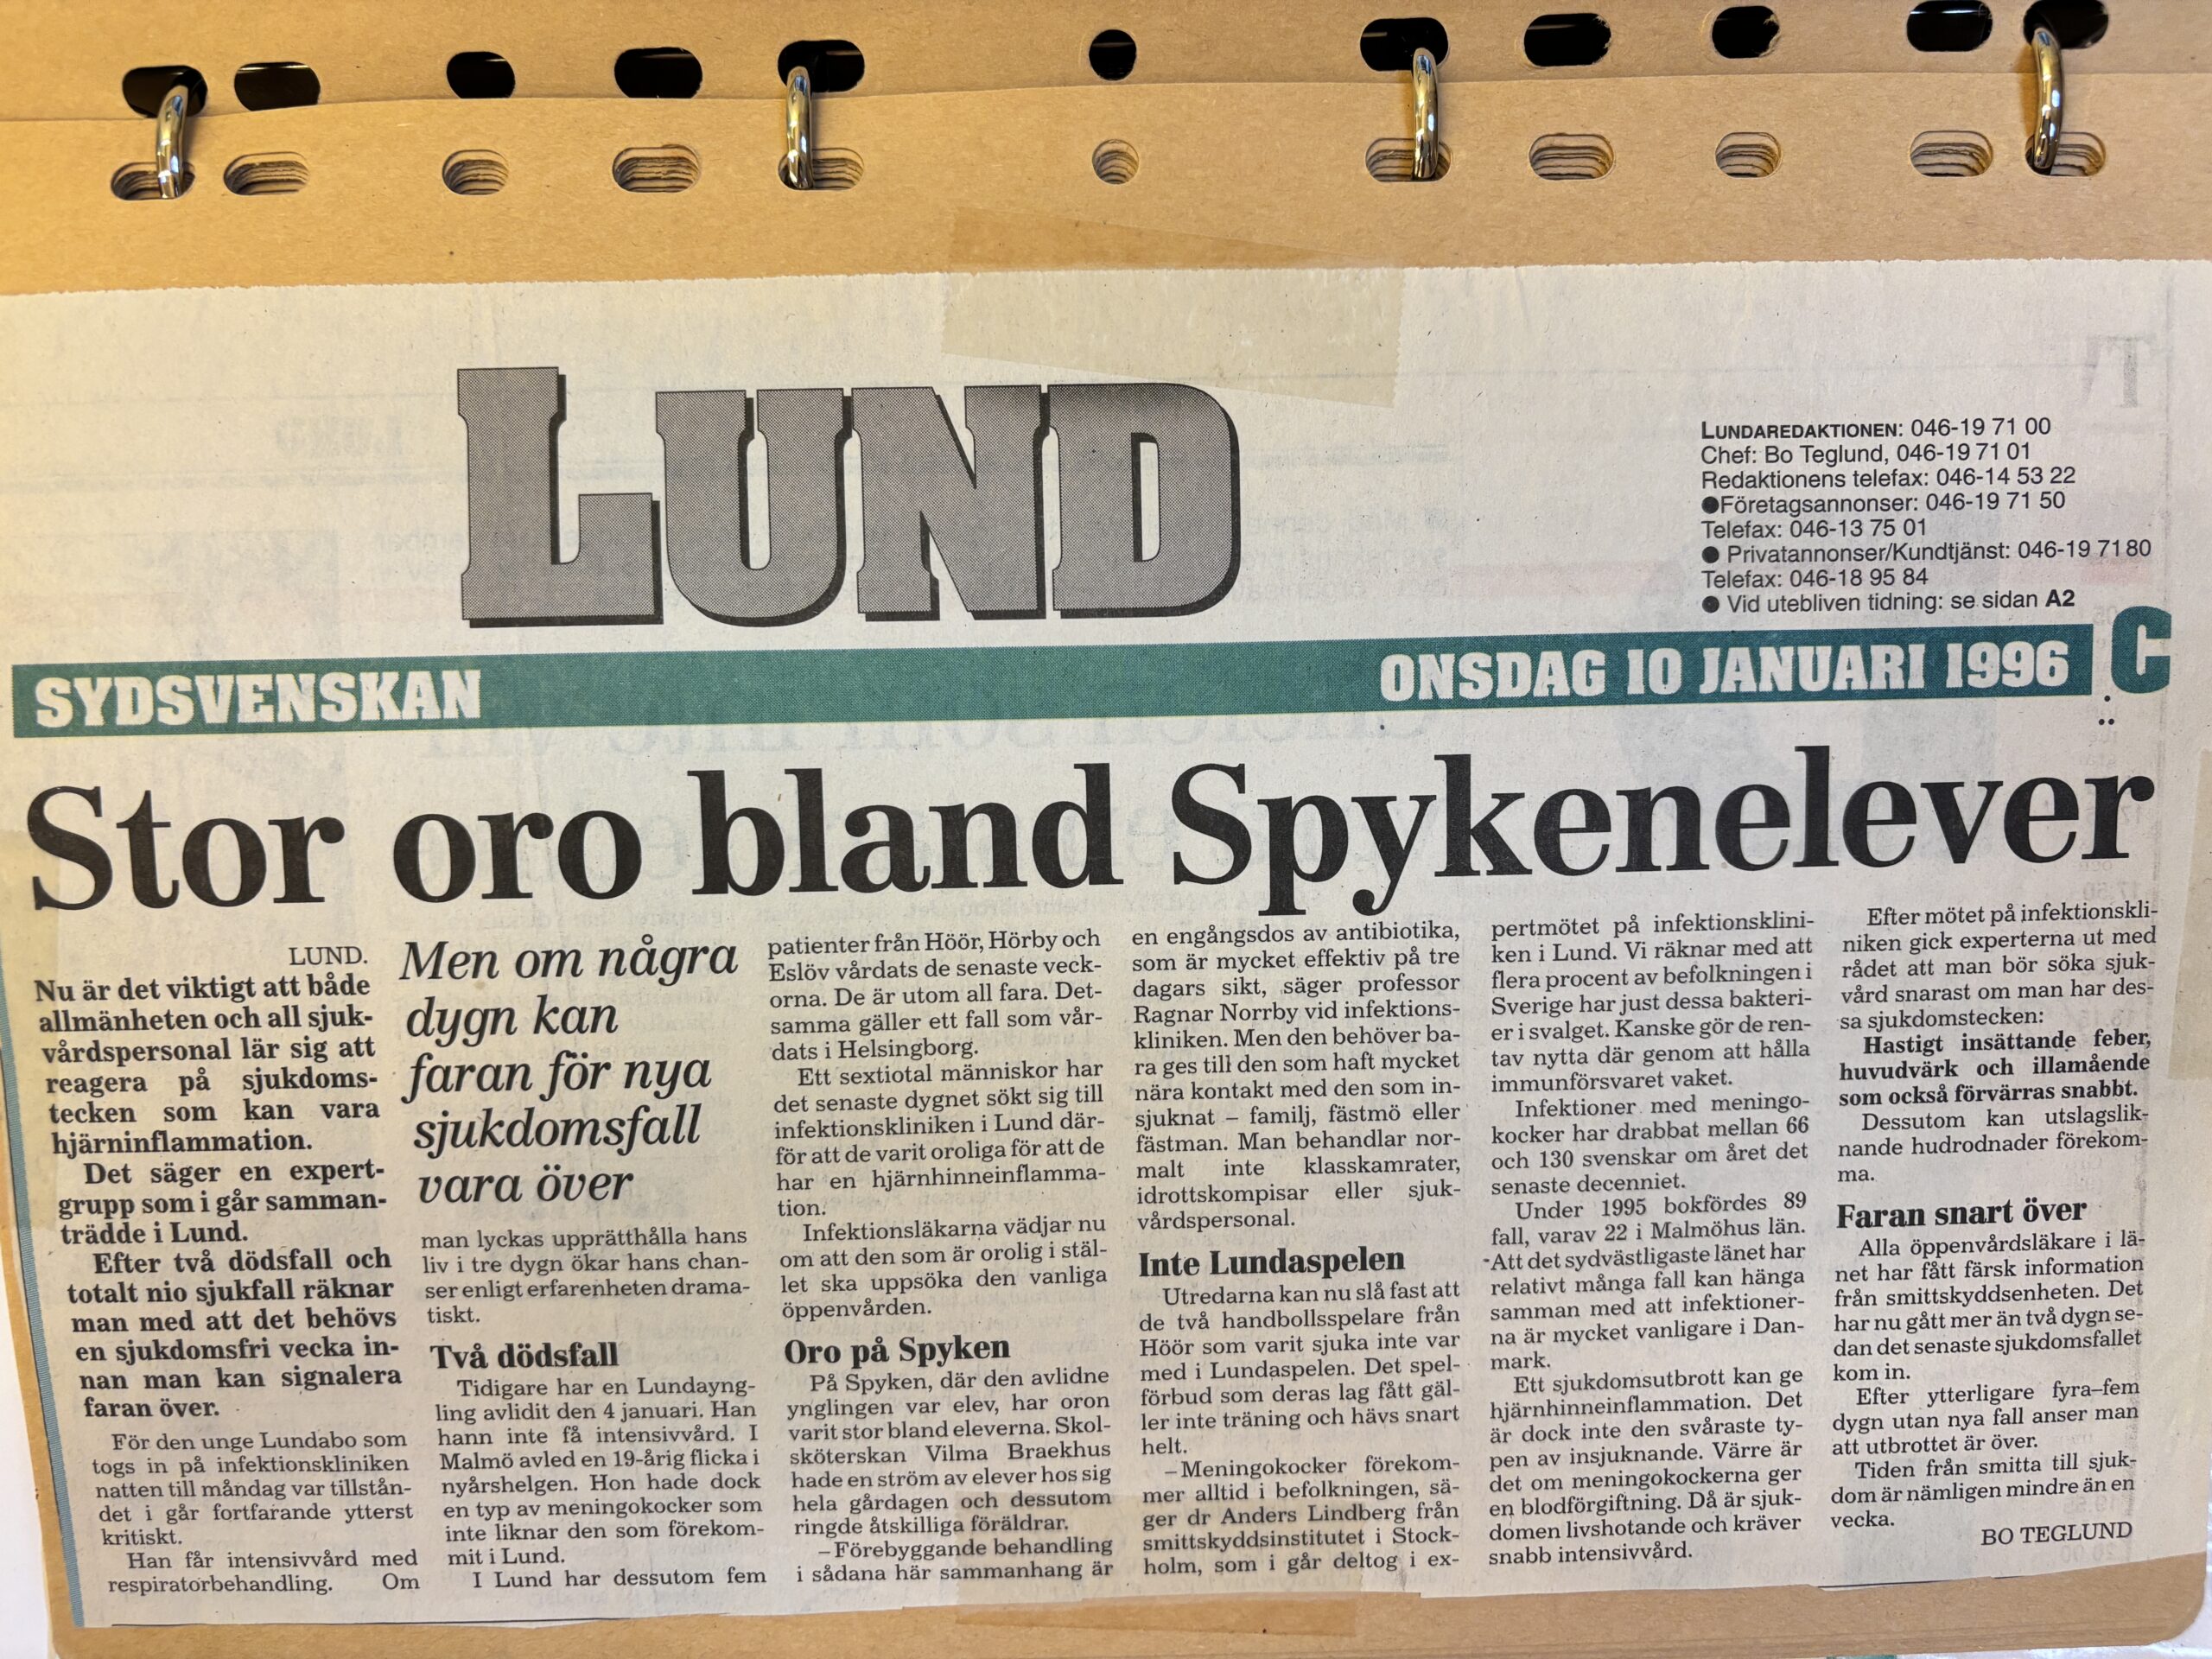 LUND
LUNDAREDAKTIONEN: 046-19 71 00
Chef: Bo Teglund, 046-19 71 01
Redaktionens telefax: 046-14 53 22
●Företagsannonser: 046-19 71 50
Telefax: 046-13 75 01
● Privatannonser/Kundtjänst: 046-19 71 80
Telefax: 046-18 95 84
● Vid utebliven tidning: se sidan A2
SYDSVENSKAN
ONSDAG 10 JANUARI 1996
C
Stor oro bland Spykenelever
LUND.
Nu är det viktigt att både
allmänheten och all sjuk-
vårdspersonal lär sig att
reagera på sjukdoms-
tecken som kan vara
hjärninflammation.
Det säger en expert-
grupp som i går samman-
trädde i Lund.
Efter två dödsfall och
totalt nio sjukfall räknar
man med att det behövs
en sjukdomsfri vecka in-
nan man kan signalera
faran över.
För den unge Lundabo som
togs in på infektionskliniken
natten till måndag var tillstån-
det i går fortfarande ytterst
kritiskt.
Han får intensivvård med
respiratorbehandling. Om
Men om några
dygn kan
faran för nya
sjukdomsfall
vara över
man lyckas upprätthålla hans
liv i tre dygn ökar hans chan-
ser enligt erfarenheten drama-
tiskt.
Två dödsfall
Tidigare har en Lundayng-
ling avlidit den 4 januari. Han
hann inte få intensivvård. I
Malmö avled en 19-årig flicka i
nyårshelgen. Hon hade dock
en typ av meningokocker som
inte liknar den som förekom-
mit i Lund.
I Lund har dessutom fem
patienter från Höör, Hörby och
Eslöv vårdats de senaste veck-
orna. De är utom all fara. Det-
samma gäller ett fall som vår-
dats i Helsingborg.
Ett sextiotal människor har
det senaste dygnet sökt sig till
infektionskliniken i Lund där-
för att de varit oroliga för att de
har en hjärnhinneinflamma-
tion.
Infektionsläkarna vädjar nu
om att den som är orolig i stäl-
let ska uppsöka den vanliga
öppenvården.
Oro på Spyken
På Spyken, där den avlidne
ynglingen var elev, har oron
varit stor bland eleverna. Skol-
sköterskan Vilma Braekhus
hade en ström av elever hos sig
hela gårdagen och dessutom
ringde åtskilliga föräldrar.
– Förebyggande behandling
i sådana här sammanhang är
en engångsdos av antibiotika,
som är mycket effektiv på tre
dagars sikt, säger professor
Ragnar Norrby vid infektions-
kliniken. Men den behöver ba-
ra ges till den som haft mycket
nära kontakt med den som in-
sjuknat – familj, fästmö eller
fästman. Man behandlar nor-
malt inte klasskamrater,
idrottskompisar eller sjuk-
vårdspersonal.
Inte Lundaspelen
Utredarna kan nu slå fast att
de två handbollsspelare från
Höör som varit sjuka inte var
med i Lundaspelen. Det spel-
förbud som deras lag fått gäl-
ler inte träning och hävs snart
helt.
– Meningokocker förekom-
mer alltid i befolkningen, sä-
ger dr Anders Lindberg från
smittskyddsinstitutet i Stock-
holm, som i går deltog i ex-
pertmötet på infektionsklini-
ken i Lund. Vi räknar med att
flera procent av befolkningen i
Sverige har just dessa bakteri-
er i svalget. Kanske gör de ren-
tav nytta där genom att hålla
immunförsvaret vaket.
Infektioner med meningo-
kocker har drabbat mellan 66
och 130 svenskar om året det
senaste decenniet.
Under 1995 bokfördes 89
fall, varav 22 i Malmöhus län.
Att det sydvästligaste länet har
relativt många fall kan hänga
samman med att infektioner-
na är mycket vanligare i Dan-
mark.
Ett sjukdomsutbrott kan ge
hjärnhinneinflammation. Det
är dock inte den svåraste ty-
pen av insjuknande. Värre är
det om meningokockerna ger
en blodförgiftning. Då är sjuk-
domen livshotande och kräver
snabb intensivvård.
Efter mötet på infektionskli-
niken gick experterna ut med
rådet att man bör söka sjuk-
vård snarast om man har des-
sa sjukdomstecken:
Hastigt insättande feber,
huvudvärk och illamående
som också förvärras snabbt.
Dessutom kan utslagslik-
nande hudrodnader förekom-
ma.
Faran snart över
Alla öppenvårdsläkare i lä-
net har fått färsk information
från smittskyddsenheten. Det
har nu gått mer än två dygn se-
dan det senaste sjukdomsfallet
kom in.
Efter ytterligare fyra–fem
dygn utan nya fall anser man
att utbrottet är över.
Tiden från smitta till sjuk-
dom är nämligen mindre än en
vecka.
BO TEGLUND